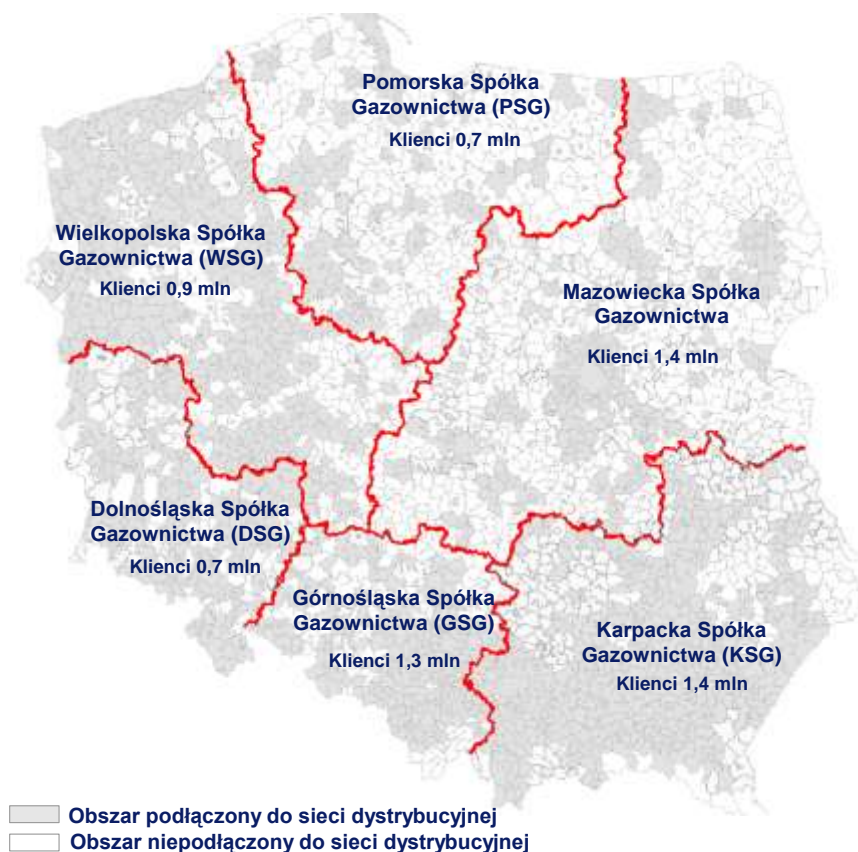 Pomorska Spółka
Gazownictwa (PSG)
Klienci 0,7 mln
Wielkopolska Spółka
Gazownictwa (WSG)
Klienci 0,9 mln
Mazowiecka Spółka
Gazownictwa
Klienci 1,4 mln
Dolnośląska Spółka
Gazownictwa (DSG)
Klienci 0,7 mln
Górnośląska Spółka
Gazownictwa (GSG)
Klienci 1,3 mln
Karpacka Spółka
Gazownictwa (KSG)
Klienci 1,4 mln
Obszar podłączony do sieci dystrybucyjnej
Obszar niepodłączony do sieci dystrybucyjnej